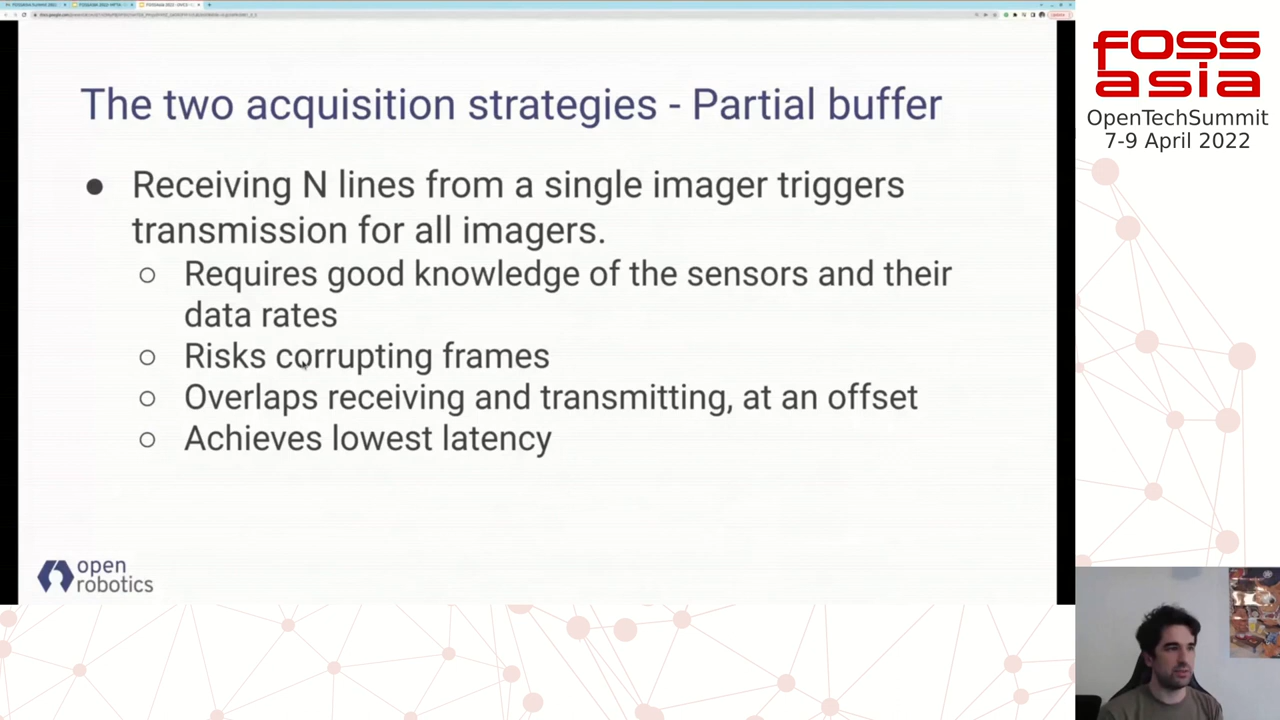 The two acquisition strategies - Partial buffer
● Receiving N lines from a single imager triggers
transmission for all imagers.
○ Requires good knowledge of the sensors and their
data rates
○ Risks corrupting frames
○ Overlaps receiving and transmitting, at an offset
○ Achieves lowest latency
open
robotics
FOSS
asia
OpenTechSummit
7-9 April 2022